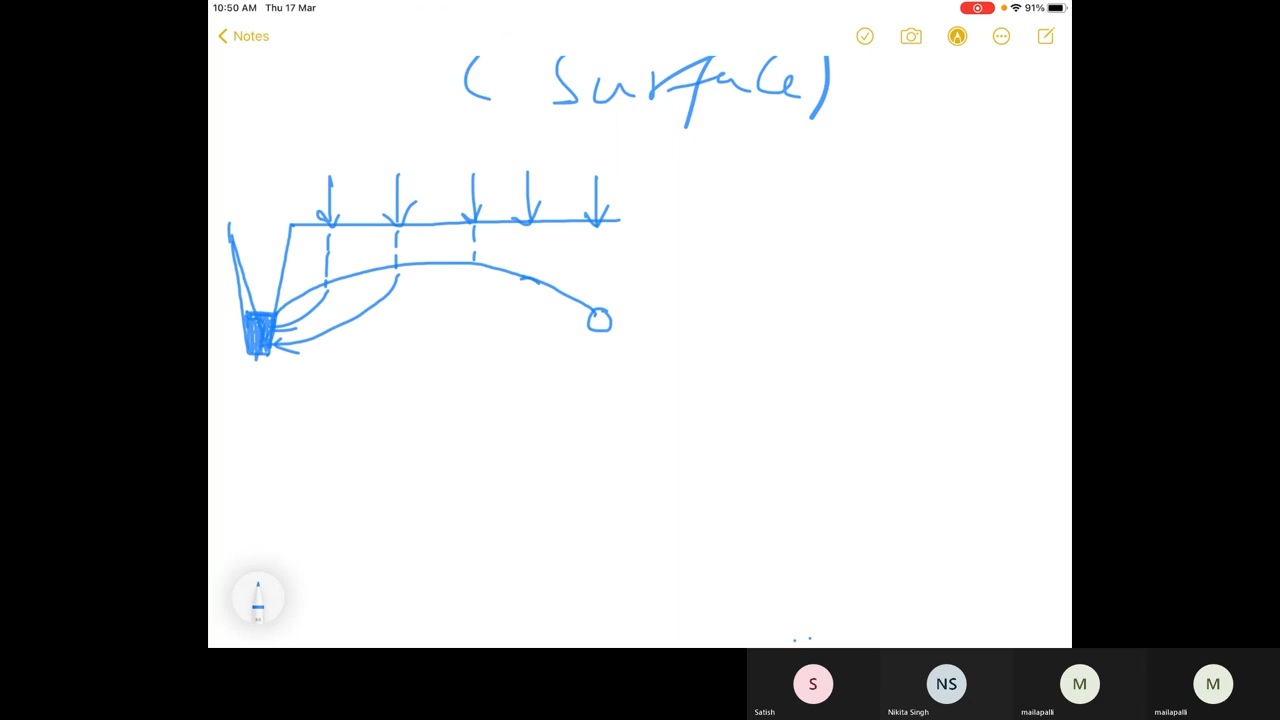 10:50 AM Thu 17 Mar
91%
Notes
( Surface)
S
NS
M
M
Satish
Nikita Singh
mailapalli
mailapalli